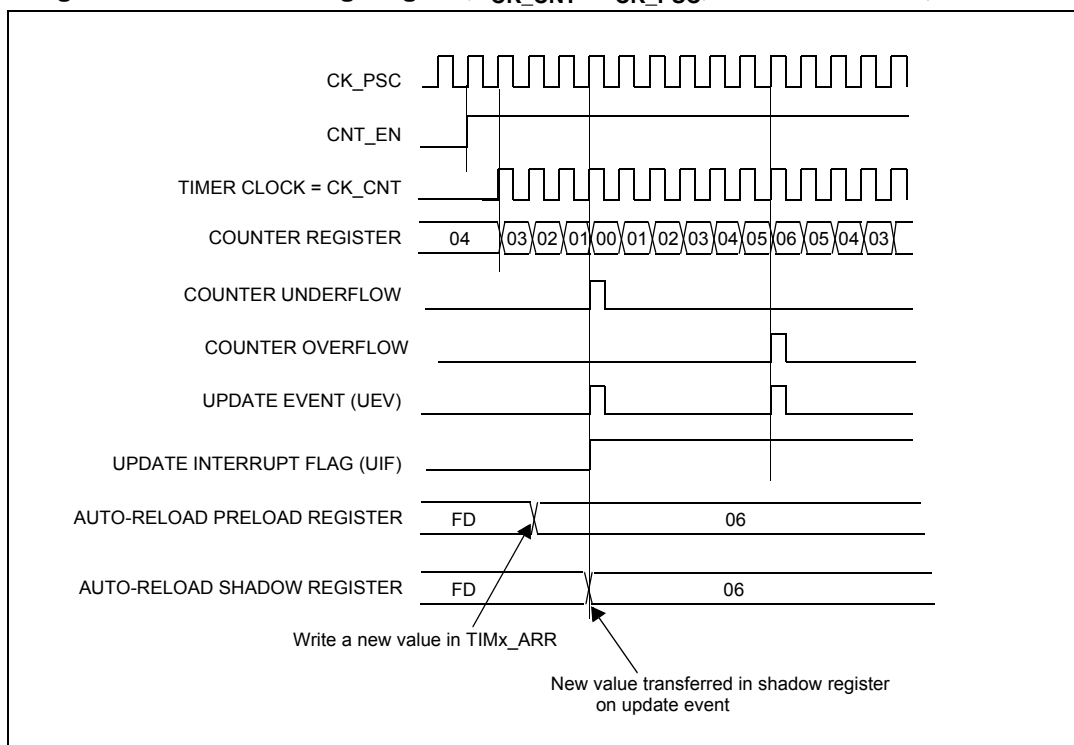 CK_PSC
CNT_EN
TIMER CLOCK = CK_CNT
COUNTER REGISTER 04 03 02 01 00 01 02 03 04 05 06 05 04 03
COUNTER UNDERFLOW
COUNTER OVERFLOW
UPDATE EVENT (UEV)
UPDATE INTERRUPT FLAG (UIF)
AUTO-RELOAD PRELOAD REGISTER FD 06
AUTO-RELOAD SHADOW REGISTER FD 06
Write a new value in TIMx_ARR
New value transferred in shadow register
on update event